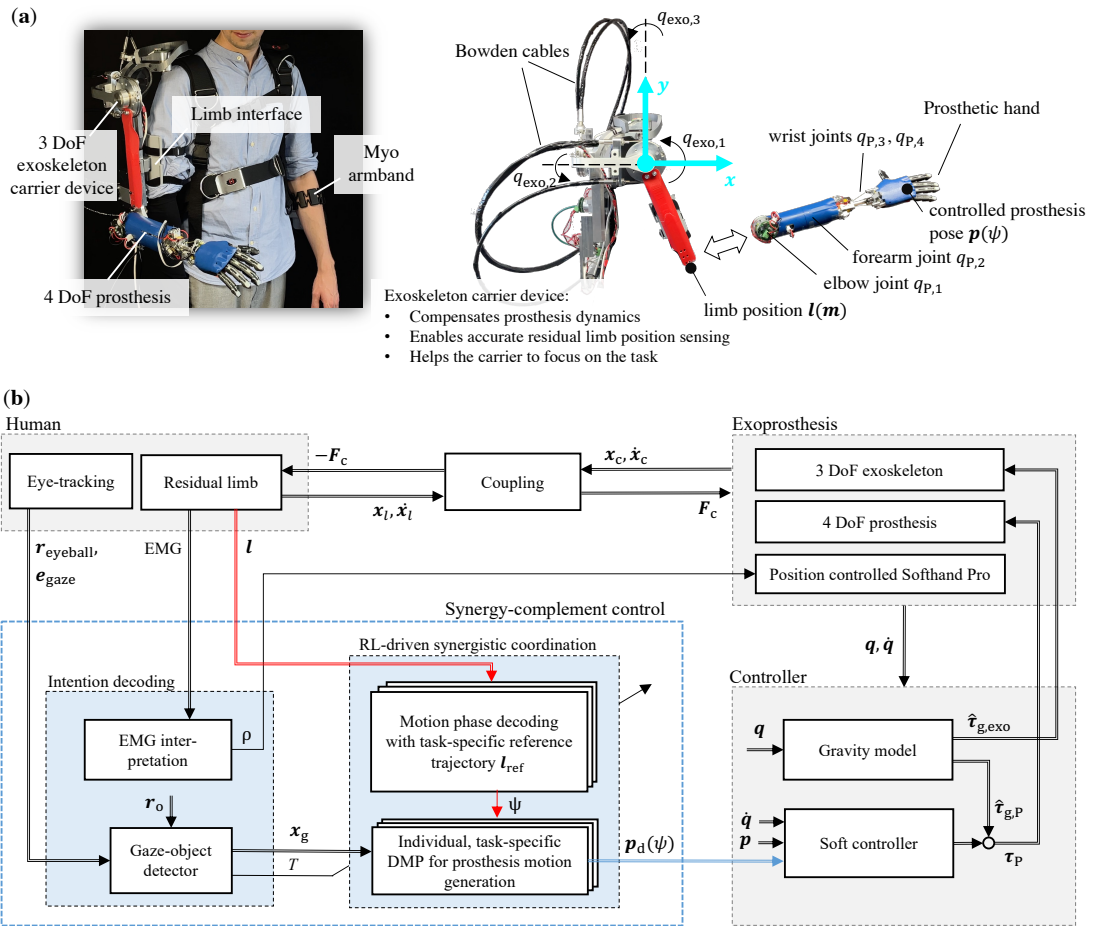 (a)
Limb interface
3 DoF
exoskeleton
carrier device
Myo
armband
4 DoF prosthesis
Bowden cables
q_exo,3
y
q_exo,1
q_exo,2
x
Prosthetic hand
wrist joints q_P,3, q_P,4
controlled prosthesis
pose p(ψ)
forearm joint q_P,2
elbow joint q_P,1
limb position l(m)
Exoskeleton carrier device:
• Compensates prosthesis dynamics
• Enables accurate residual limb position sensing
• Helps the carrier to focus on the task
(b)
Human
Eye-tracking
Residual limb
−F_c
x_l, ẋ_l
Coupling
x_c, ẋ_c
F_c
Exoprosthesis
3 DoF exoskeleton
4 DoF prosthesis
Position controlled Softhand Pro
r_eyeball,
e_gaze
EMG
l
Synergy-complement control
RL-driven synergistic coordination
Intention decoding
EMG inter-
pretation
ρ
r_o
Gaze-object
detector
x_g
T
Motion phase decoding
with task-specific reference
trajectory l_ref
ψ
Individual, task-specific
DMP for prosthesis motion
generation
p_d(ψ)
q, q̇
Controller
q
Gravity model
τ̂_g,exo
τ̂_g,P
q̇
p
Soft controller
τ_P